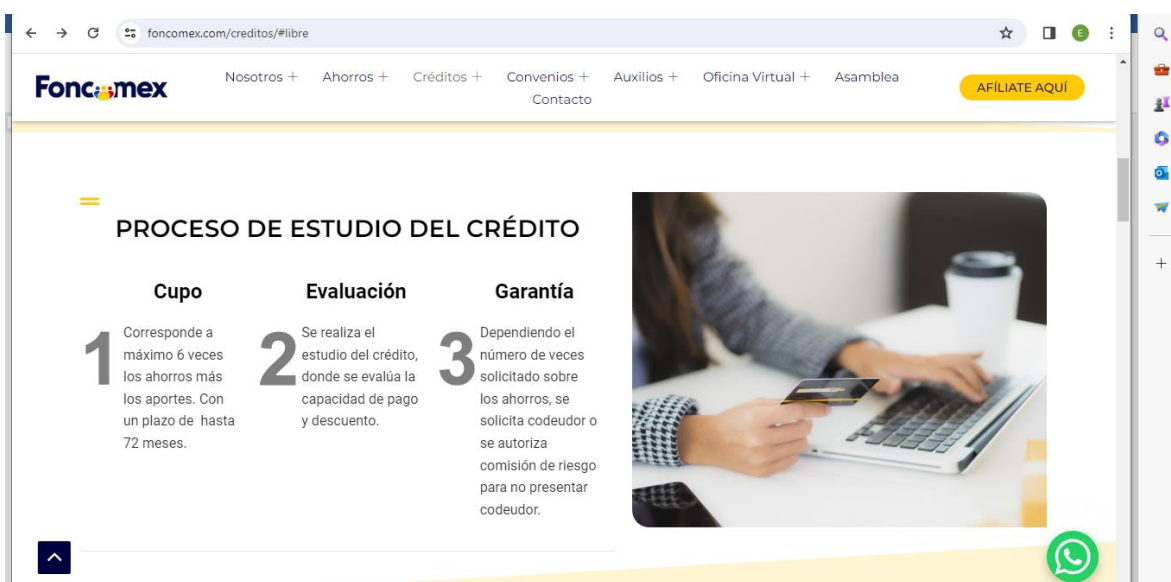 foncomex.com/creditos/#libre
E
Foncomex
Nosotros +
Ahorros +
Créditos +
Convenios +
Auxilios +
Oficina Virtual +
Asamblea
Contacto
AFÍLIATE AQUÍ
PROCESO DE ESTUDIO DEL CRÉDITO
Cupo
1
Corresponde a
máximo 6 veces
los ahorros más
los aportes. Con
un plazo de hasta
72 meses.
Evaluación
2
Se realiza el
estudio del crédito,
donde se evalúa la
capacidad de pago
y descuento.
Garantía
3
Dependiendo el
número de veces
solicitado sobre
los ahorros, se
solicita codeudor o
se autoriza
comisión de riesgo
para no presentar
codeudor.